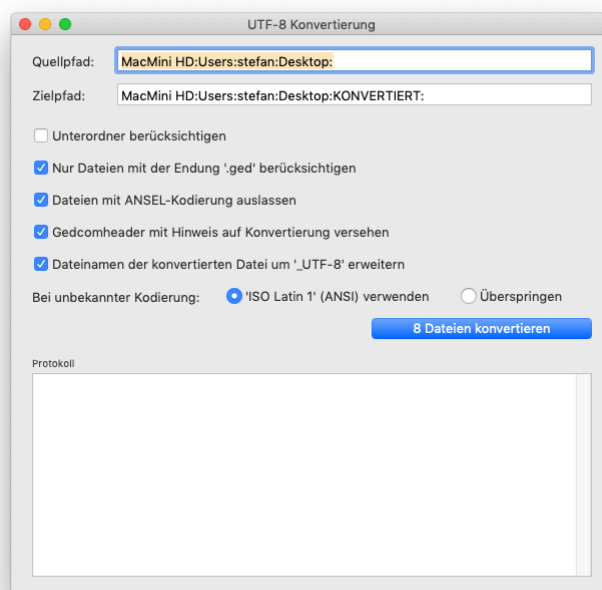 UTF-8 Konvertierung
Quellpfad: MacMini HD:Users:stefan:Desktop:
Zielpfad: MacMini HD:Users:stefan:Desktop:KONVERTIERT:
Unterordner berücksichtigen
Nur Dateien mit der Endung '.ged' berücksichtigen
Dateien mit ANSEL-Kodierung auslassen
Gedcomheader mit Hinweis auf Konvertierung versehen
Dateinamen der konvertierten Datei um '_UTF-8' erweitern
Bei unbekannter Kodierung: 'ISO Latin 1' (ANSI) verwenden Überspringen
8 Dateien konvertieren
Protokoll